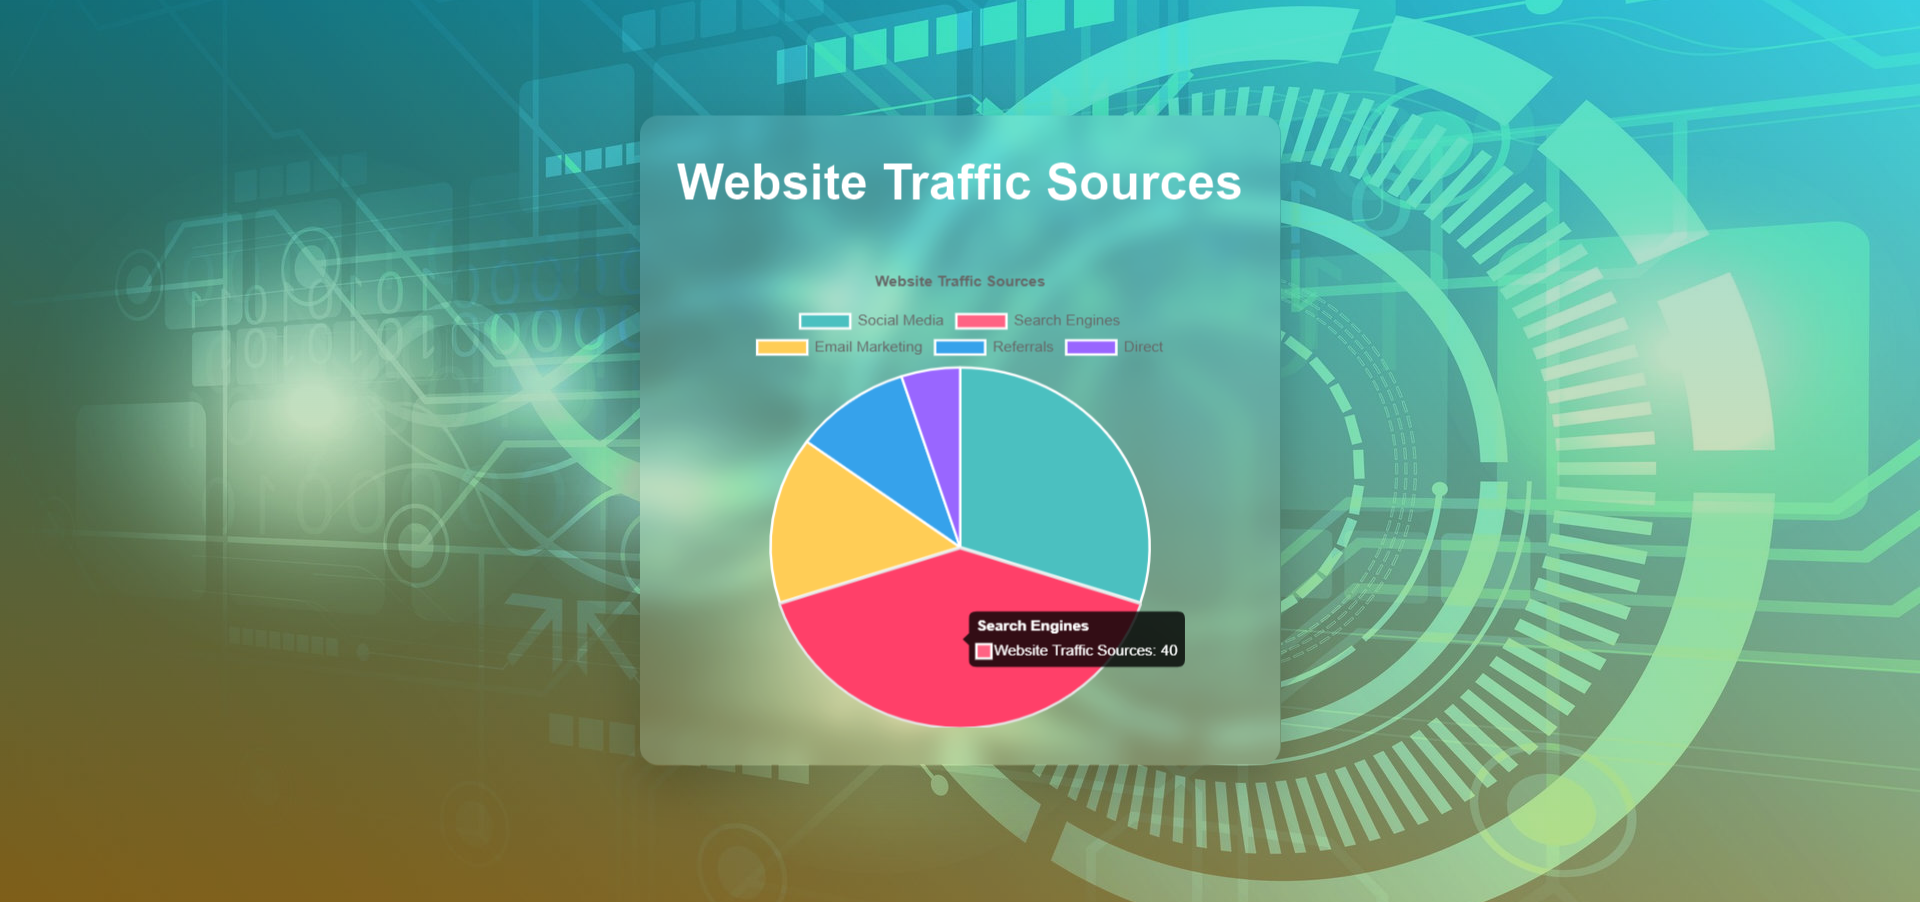 Website Traffic Sources
Website Traffic Sources
Social Media Search Engines
Email Marketing Referrals Direct
Search Engines
Website Traffic Sources: 40